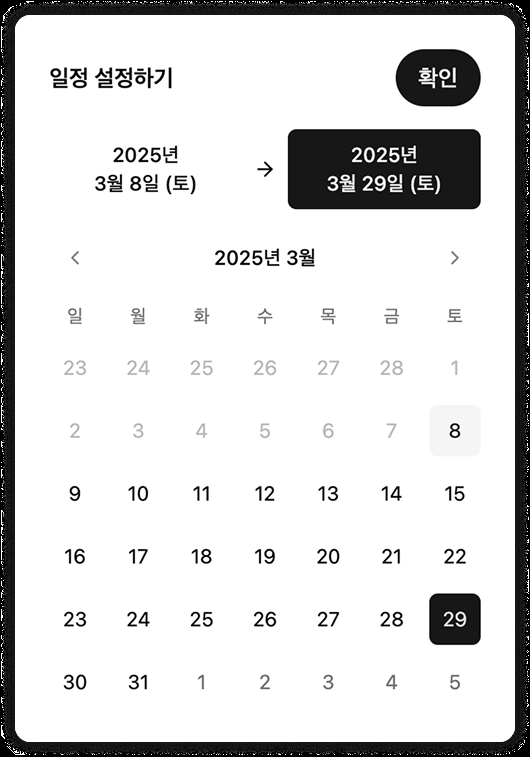 일정 설정하기 확인
2025년
3월 8일 (토)
→
2025년
3월 29일 (토)
2025년 3월
일 월 화 수 목 금 토
23 24 25 26 27 28 1
2 3 4 5 6 7 8
9 10 11 12 13 14 15
16 17 18 19 20 21 22
23 24 25 26 27 28 29
30 31 1 2 3 4 5